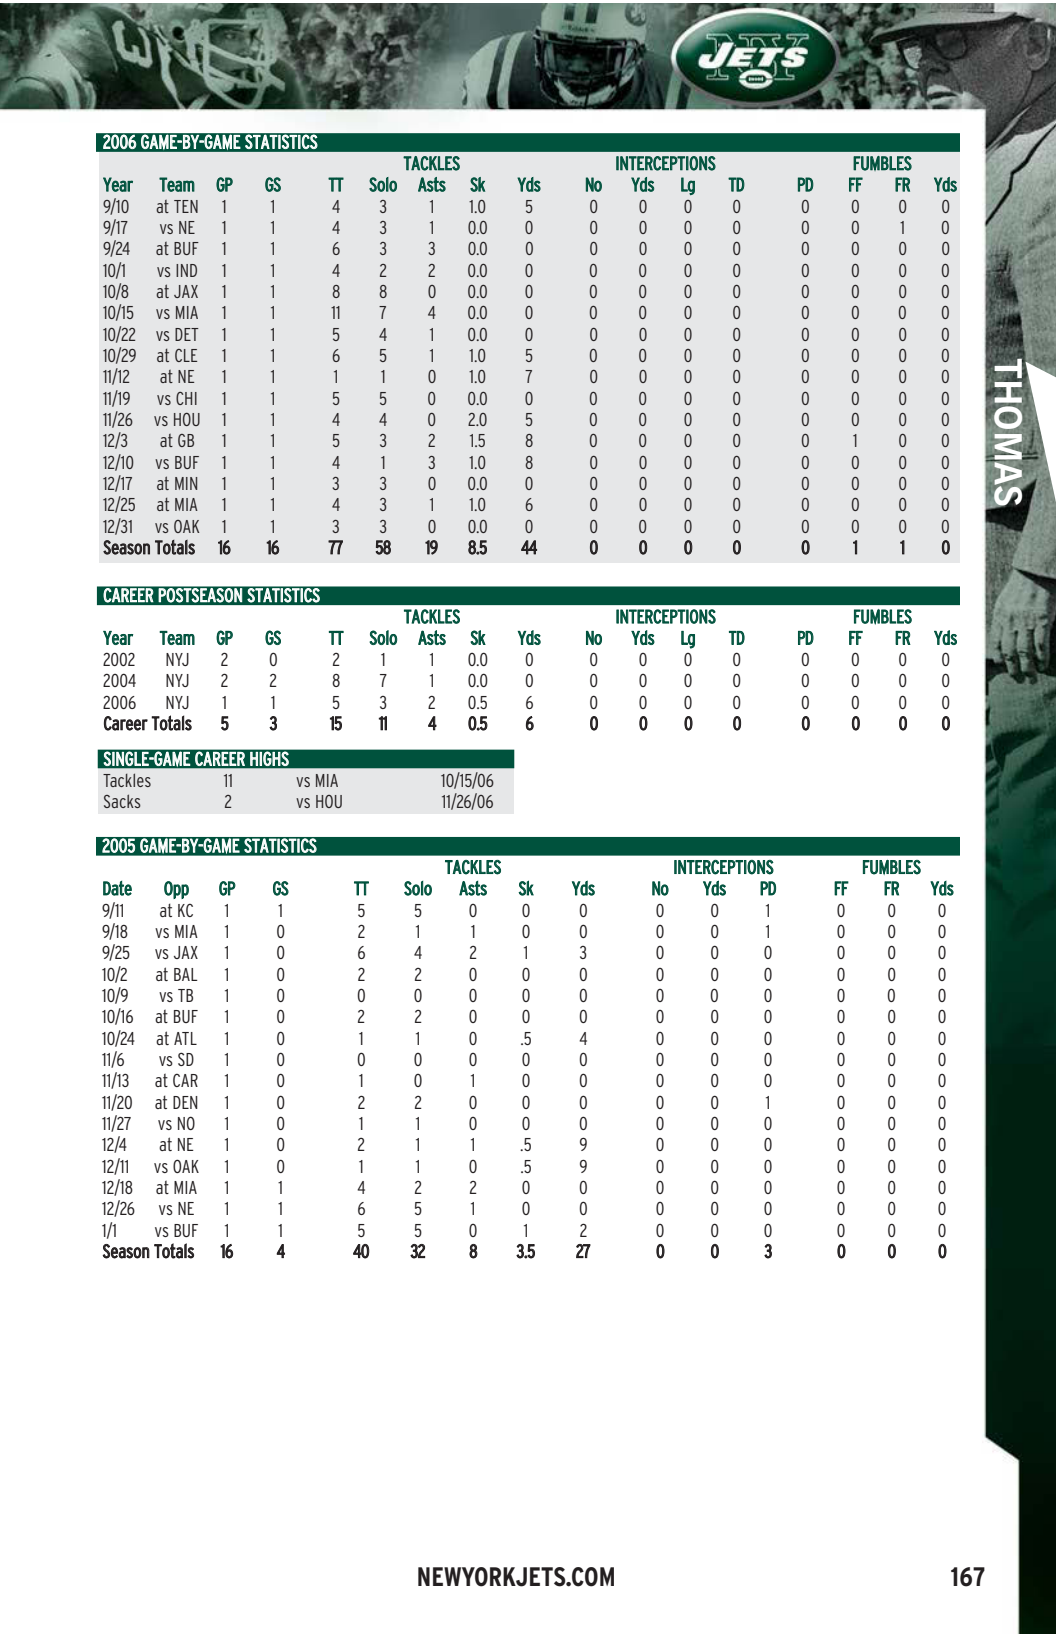 NY
JETS
2006 GAME-BY-GAME STATISTICS
TACKLES INTERCEPTIONS FUMBLES
Year Team GP GS TT Solo Asts Sk Yds No Yds Lg TD PD FF FR Yds
9/10 at TEN 1 1 4 3 1 1.0 5 0 0 0 0 0 0 0 0
9/17 vs NE 1 1 4 3 1 0.0 0 0 0 0 0 0 0 1 0
9/24 at BUF 1 1 6 3 3 0.0 0 0 0 0 0 0 0 0 0
10/1 vs IND 1 1 4 2 2 0.0 0 0 0 0 0 0 0 0 0
10/8 at JAX 1 1 8 8 0 0.0 0 0 0 0 0 0 0 0 0
10/15 vs MIA 1 1 11 7 4 0.0 0 0 0 0 0 0 0 0 0
10/22 vs DET 1 1 5 4 1 0.0 0 0 0 0 0 0 0 0 0
10/29 at CLE 1 1 6 5 1 1.0 5 0 0 0 0 0 0 0 0
11/12 at NE 1 1 1 1 0 1.0 7 0 0 0 0 0 0 0 0
11/19 vs CHI 1 1 5 5 0 0.0 0 0 0 0 0 0 0 0 0
11/26 vs HOU 1 1 4 4 0 2.0 5 0 0 0 0 0 0 0 0
12/3 at GB 1 1 5 3 2 1.5 8 0 0 0 0 0 1 0 0
12/10 vs BUF 1 1 4 1 3 1.0 8 0 0 0 0 0 0 0 0
12/17 at MIN 1 1 3 3 0 0.0 0 0 0 0 0 0 0 0 0
12/25 at MIA 1 1 4 3 1 1.0 6 0 0 0 0 0 0 0 0
12/31 vs OAK 1 1 3 3 0 0.0 0 0 0 0 0 0 0 0 0
Season Totals 16 16 77 58 19 8.5 44 0 0 0 0 0 1 1 0
THOMAS
CAREER POSTSEASON STATISTICS
TACKLES INTERCEPTIONS FUMBLES
Year Team GP GS TT Solo Asts Sk Yds No Yds Lg TD PD FF FR Yds
2002 NYJ 2 0 2 1 1 0.0 0 0 0 0 0 0 0 0 0
2004 NYJ 2 2 8 7 1 0.0 0 0 0 0 0 0 0 0 0
2006 NYJ 1 1 5 3 2 0.5 6 0 0 0 0 0 0 0 0
Career Totals 5 3 15 11 4 0.5 6 0 0 0 0 0 0 0 0
SINGLE-GAME CAREER HIGHS
Tackles 11 vs MIA 10/15/06
Sacks 2 vs HOU 11/26/06
2005 GAME-BY-GAME STATISTICS
TACKLES INTERCEPTIONS FUMBLES
Date Opp GP GS TT Solo Asts Sk Yds No Yds PD FF FR Yds
9/11 at KC 1 1 5 5 0 0 0 0 0 1 0 0 0
9/18 vs MIA 1 0 2 1 1 0 0 0 0 1 0 0 0
9/25 vs JAX 1 0 6 4 2 1 3 0 0 0 0 0 0
10/2 at BAL 1 0 2 2 0 0 0 0 0 0 0 0 0
10/9 vs TB 1 0 0 0 0 0 0 0 0 0 0 0 0
10/16 at BUF 1 0 2 2 0 0 0 0 0 0 0 0 0
10/24 at ATL 1 0 1 1 0 .5 4 0 0 0 0 0 0
11/6 vs SD 1 0 0 0 0 0 0 0 0 0 0 0 0
11/13 at CAR 1 0 1 0 1 0 0 0 0 0 0 0 0
11/20 at DEN 1 0 2 2 0 0 0 0 0 1 0 0 0
11/27 vs NO 1 0 1 1 0 0 0 0 0 0 0 0 0
12/4 at NE 1 0 2 1 1 .5 9 0 0 0 0 0 0
12/11 vs OAK 1 0 1 1 0 .5 9 0 0 0 0 0 0
12/18 at MIA 1 1 4 2 2 0 0 0 0 0 0 0 0
12/26 vs NE 1 1 6 5 1 0 0 0 0 0 0 0 0
1/1 vs BUF 1 1 5 5 0 1 2 0 0 0 0 0 0
Season Totals 16 4 40 32 8 3.5 27 0 0 3 0 0 0
NEWYORKJETS.COM 167